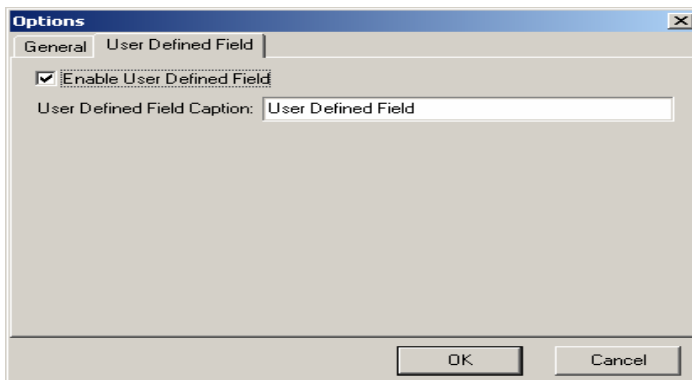 Options
General User Defined Field
Enable User Defined Field
User Defined Field Caption: User Defined Field
OK Cancel